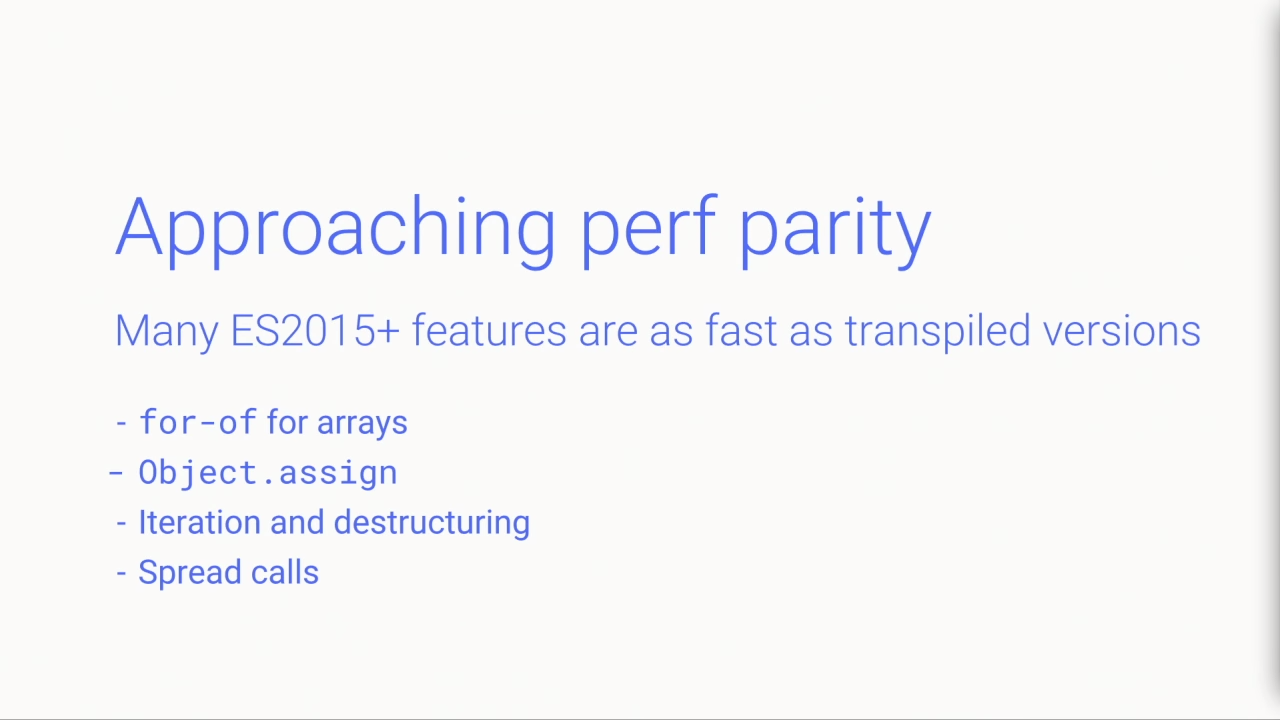 Approaching perf parity
Many ES2015+ features are as fast as transpiled versions
- for-of for arrays
- Object.assign
- Iteration and destructuring
- Spread calls